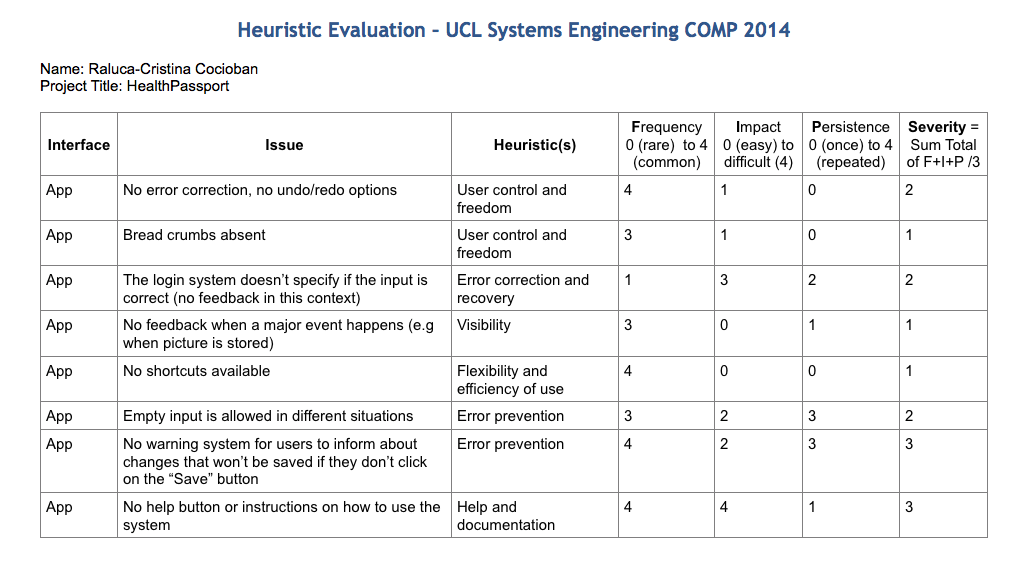 Heuristic Evaluation - UCL Systems Engineering COMP 2014
Name: Raluca-Cristina Cocioban
Project Title: HealthPassport
Interface Issue Heuristic(s) Frequency 0 (rare) to 4 (common) Impact 0 (easy) to difficult (4) Persistence 0 (once) to 4 (repeated) Severity = Sum Total of F+I+P /3
App No error correction, no undo/redo options User control and freedom 4 1 0 2
App Bread crumbs absent User control and freedom 3 1 0 1
App The login system doesn't specify if the input is correct (no feedback in this context) Error correction and recovery 1 3 2 2
App No feedback when a major event happens (e.g when picture is stored) Visibility 3 0 1 1
App No shortcuts available Flexibility and efficiency of use 4 0 0 1
App Empty input is allowed in different situations Error prevention 3 2 3 2
App No warning system for users to inform about changes that won't be saved if they don't click on the “Save” button Error prevention 4 2 3 3
App No help button or instructions on how to use the system Help and documentation 4 4 1 3